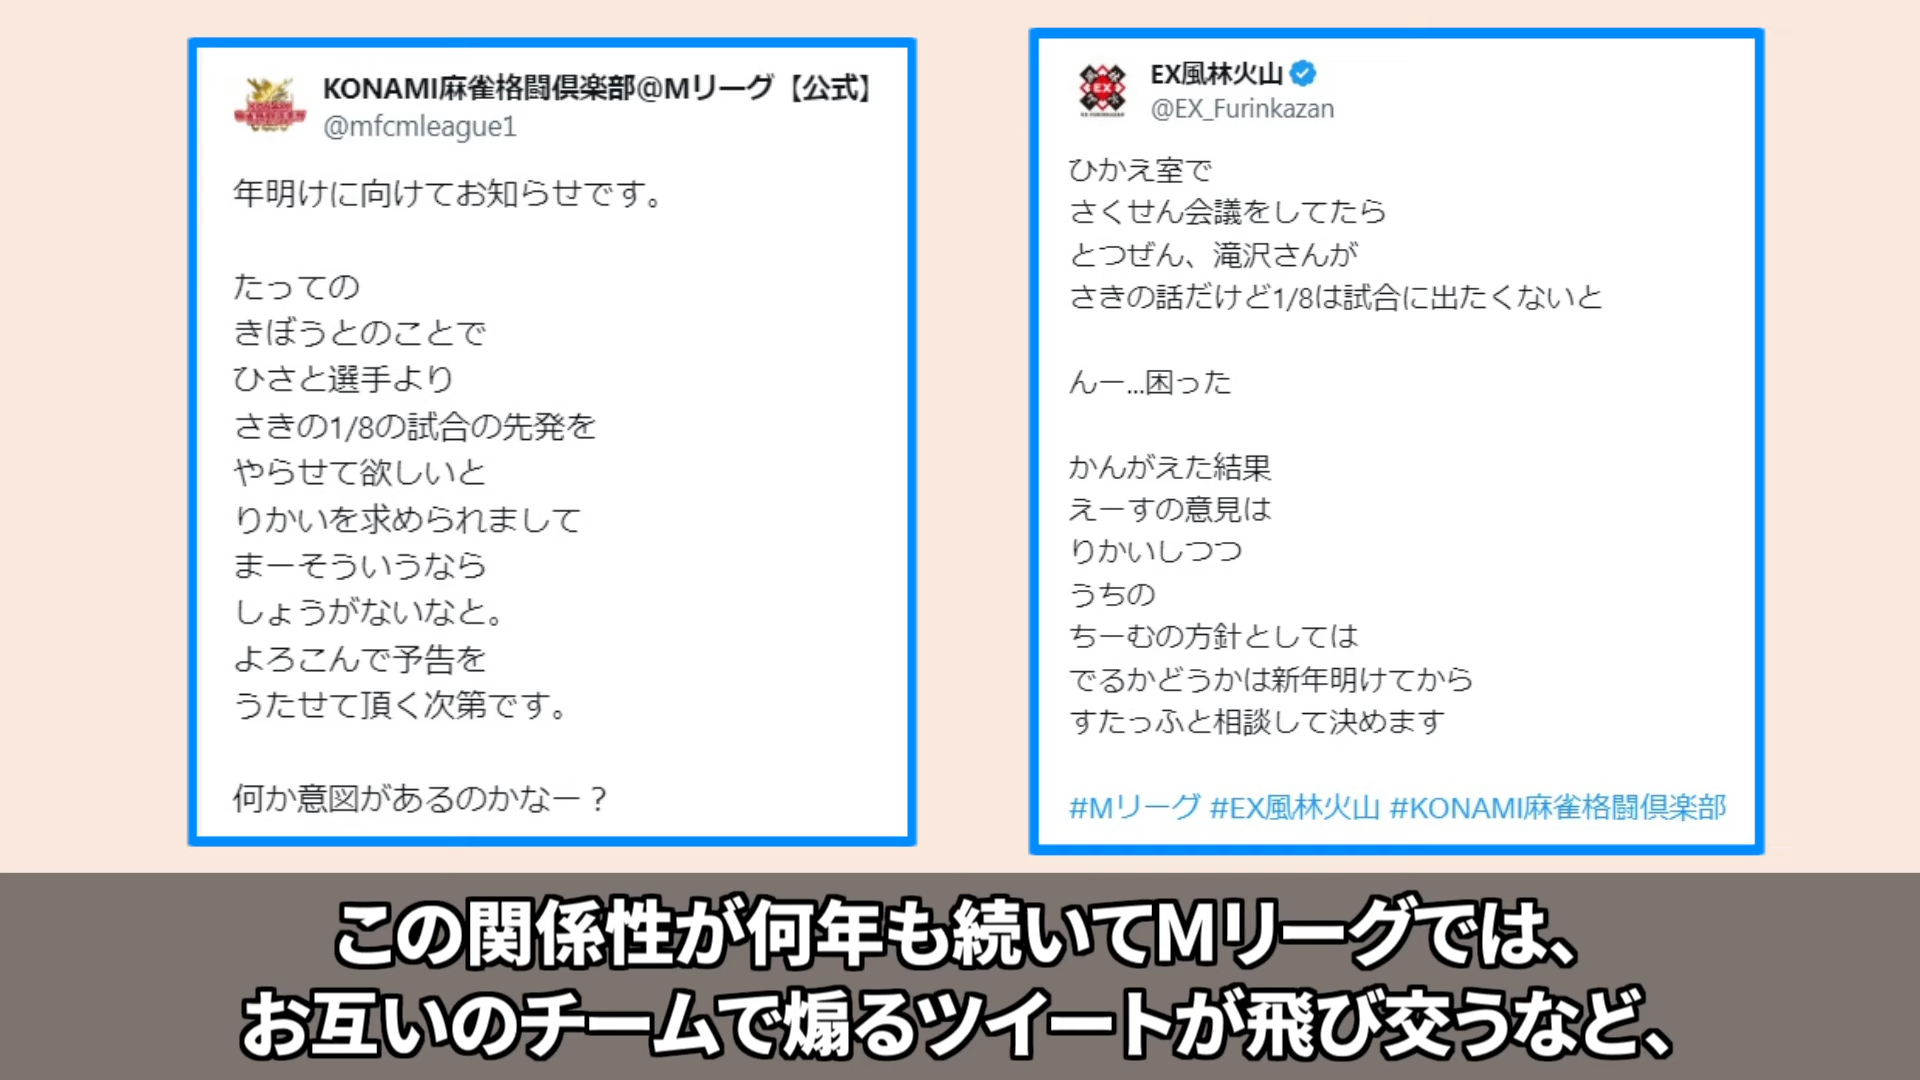 KONAMI麻雀格闘倶楽部@Mリーグ【公式】
@mfcmleague1
年明けに向けてお知らせです。
たっての
きぼうとのことで
ひさと選手より
さきの1/8の試合の先発を
やらせて欲しいと
りかいを求められまして
まーそういうなら
しょうがないなと。
よろこんで予告を
うたせて頂く次第です。
何か意図があるのかなー？
EX風林火山
@EX_Furinkazan
ひかえ室で
さくせん会議をしてたら
とつぜん、滝沢さんが
さきの話だけど1/8は試合に出たくないと
んー...困った
かんがえた結果
えーすの意見は
りかいしつつ
うちの
ちーむの方針としては
でるかどうかは新年明けてから
すたっふと相談して決めます
#Mリーグ #EX風林火山 #KONAMI麻雀格闘倶楽部
この関係性が何年も続いてMリーグでは、
お互いのチームで煽るツイートが飛び交うなど、